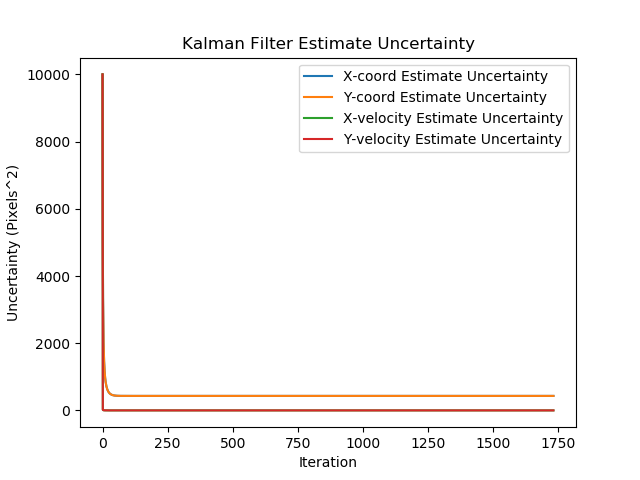 Kalman Filter Estimate Uncertainty
X-coord Estimate Uncertainty
Y-coord Estimate Uncertainty
X-velocity Estimate Uncertainty
Y-velocity Estimate Uncertainty
Uncertainty (Pixels^2)
10000
8000
6000
4000
2000
0
0 250 500 750 1000 1250 1500 1750
Iteration